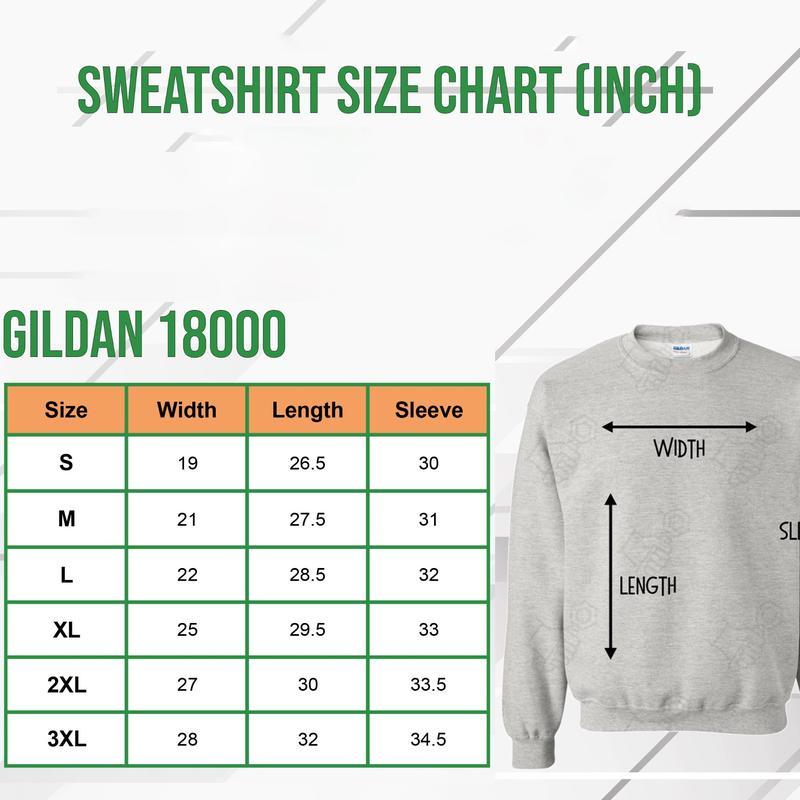 SWEATSHIRT SIZE CHART (INCH)
GILDAN 18000
Size Width Length Sleeve
S 19 26.5 30
M 21 27.5 31
L 22 28.5 32
XL 25 29.5 33
2XL 27 30 33.5
3XL 28 32 34.5
GILDAN
WIDTH
SLE
LENGTH